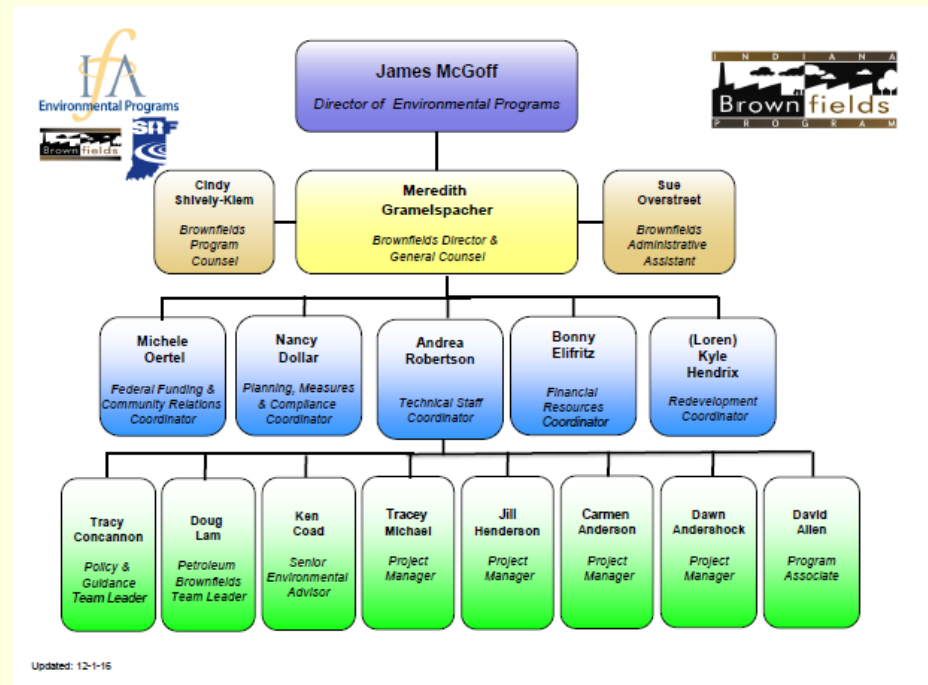 James McGoff
Director of Environmental Programs
ifA
Environmental Programs
Brownfields
SRF
INDIANA
Brownfields
PROGRAM
Cindy
Shively-Klem
Brownfields
Program
Counsel
Meredith
Gramelspacher
Brownfields Director &
General Counsel
Sue
Overstreet
Brownfields
Administrative
Assistant
Michele
Oertel
Federal Funding &
Community Relations
Coordinator
Nancy
Dollar
Planning, Measures
& Compliance
Coordinator
Andrea
Robertson
Technical Staff
Coordinator
Bonny
Elifritz
Financial
Resources
Coordinator
(Loren)
Kyle
Hendrix
Redevelopment
Coordinator
Tracy
Concannon
Policy &
Guidance
Team Leader
Doug
Lam
Petroleum
Brownfields
Team Leader
Ken
Coad
Senior
Environmental
Advisor
Tracey
Michael
Project
Manager
Jill
Henderson
Project
Manager
Carmen
Anderson
Project
Manager
Dawn
Andershock
Project
Manager
David
Allen
Program
Associate
Updated: 12-1-16